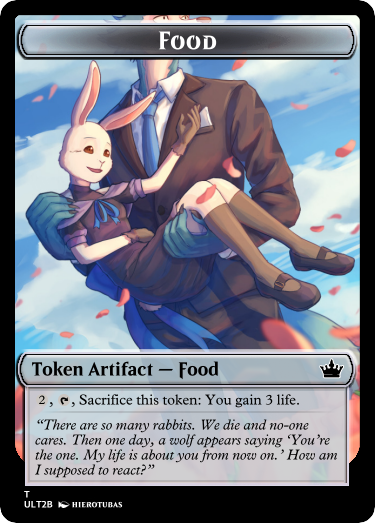 FOOD
Token Artifact — Food
2, T, Sacrifice this token: You gain 3 life.
“There are so many rabbits. We die and no-one
cares. Then one day, a wolf appears saying ‘You’re
the one. My life is about you from now on.’ How am
I supposed to react?”
T
ULT2B HIEROTUBAS